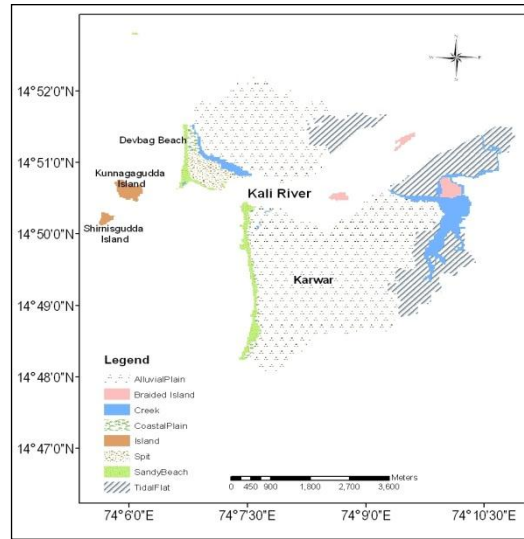 14°52'0"N
14°51'0"N
14°50'0"N
14°49'0"N
14°48'0"N
14°47'0"N
Devbag Beach
Kunnagagudda
Island
Shirnisgudda
Island
Kali River
Karwar
Legend
AlluvialPlain
Braided Island
Creek
CoastalPlain
Island
Spit
SandyBeach
TidalFlat
Meters
0 450 900 1,800 2,700 3,600
74°6'0"E 74°7'30"E 74°9'0"E 74°10'30"E